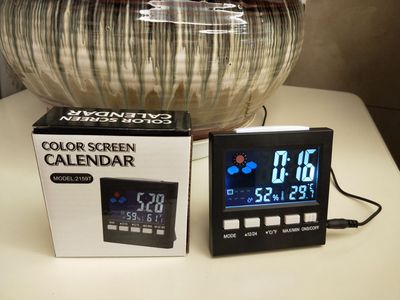 COLOR SCREEN
CALENDAR
COLOR SCREEN
CALENDAR
MODEL:2159T
5:28
59% 61°F
0:16
52% 29.7°C
MODE ▲12/24 ▼°C/°F MAX/MIN ON/OFF